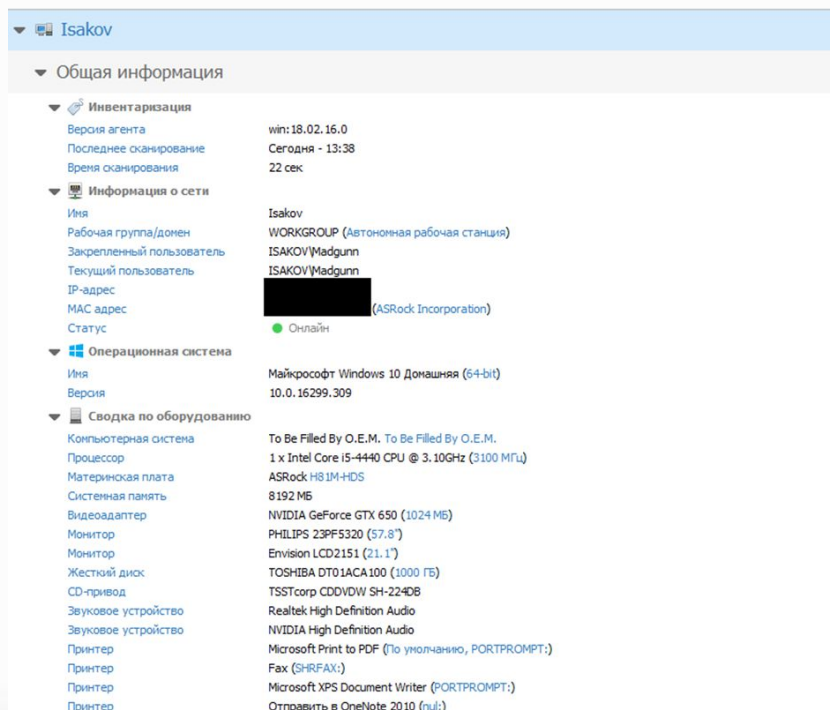 Isakov
Общая информация
Инвентаризация
Версия агента win:18.02.16.0
Последнее сканирование Сегодня - 13:38
Время сканирования 22 сек
Информация о сети
Имя Isakov
Рабочая группа/домен WORKGROUP (Автономная рабочая станция)
Закрепленный пользователь ISAKOV\Madgunn
Текущий пользователь ISAKOV\Madgunn
IP-адрес
MAC адрес (ASRock Incorporation)
Статус Онлайн
Операционная система
Имя Майкрософт Windows 10 Домашняя (64-bit)
Версия 10.0.16299.309
Сводка по оборудованию
Компьютерная система To Be Filled By O.E.M. To Be Filled By O.E.M.
Процессор 1 x Intel Core i5-4440 CPU @ 3.10GHz (3100 МГц)
Материнская плата ASRock H81M-HDS
Системная память 8192 МБ
Видеоадаптер NVIDIA GeForce GTX 650 (1024 МБ)
Монитор PHILIPS 23PF5320 (57.8")
Монитор Envision LCD2151 (21.1")
Жесткий диск TOSHIBA DT01ACA100 (1000 ГБ)
CD-привод TSSTcorp CDDVDW SH-224DB
Звуковое устройство Realtek High Definition Audio
Звуковое устройство NVIDIA High Definition Audio
Принтер Microsoft Print to PDF (По умолчанию, PORTPROMPT:)
Принтер Fax (SHRFAX:)
Принтер Microsoft XPS Document Writer (PORTPROMPT:)
Принтер Отправить в OneNote 2010 (nul:)